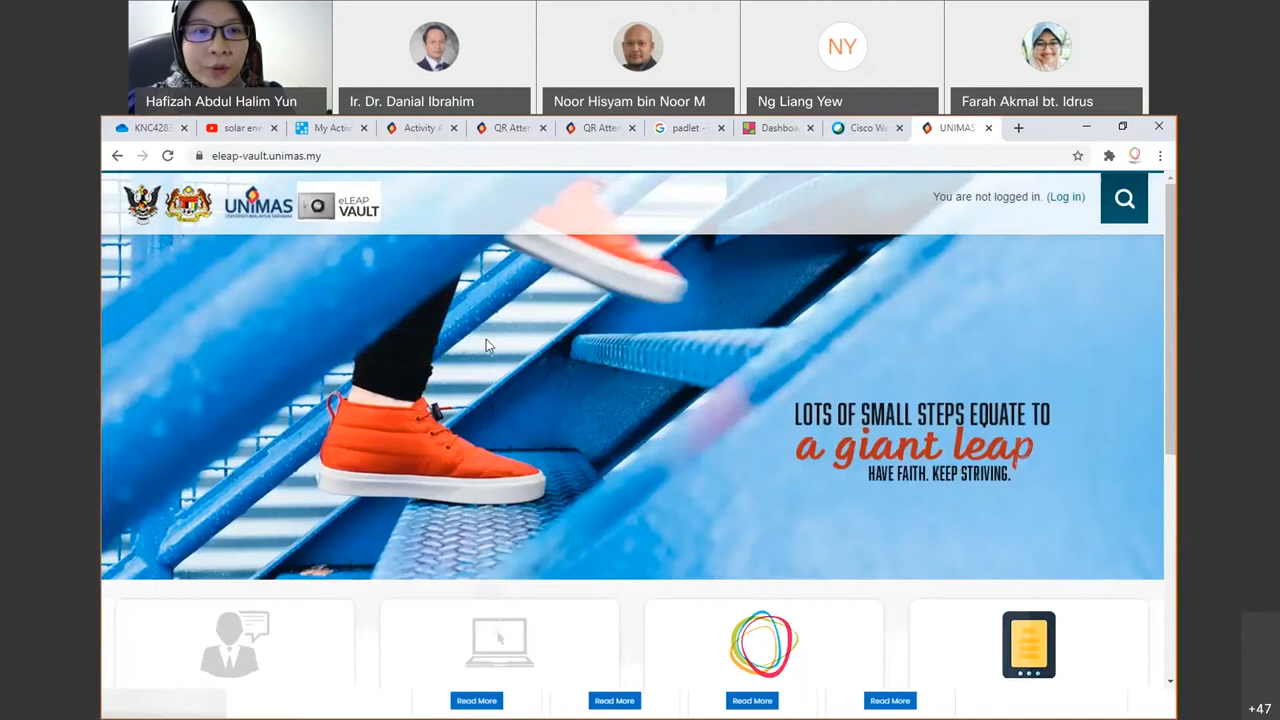 NY
Hafizah Abdul Halim Yun
Ir. Dr. Danial Ibrahim
Noor Hisyam bin Noor M
Ng Liang Yew
Farah Akmal bt. Idrus
KNC428
solar ene
My Activ
Activity
QR Atten
QR Atten
padlet -
Dashboa
Cisco We
UNIMAS
eleap-vault.unimas.my
UNIMAS
UNIVERSITI MALAYSIA SARAWAK
eLEAP
VAULT
You are not logged in. (Log in)
LOTS OF SMALL STEPS EQUATE TO
a giant leap
HAVE FAITH. KEEP STRIVING.
Read More
Read More
Read More
Read More
+47